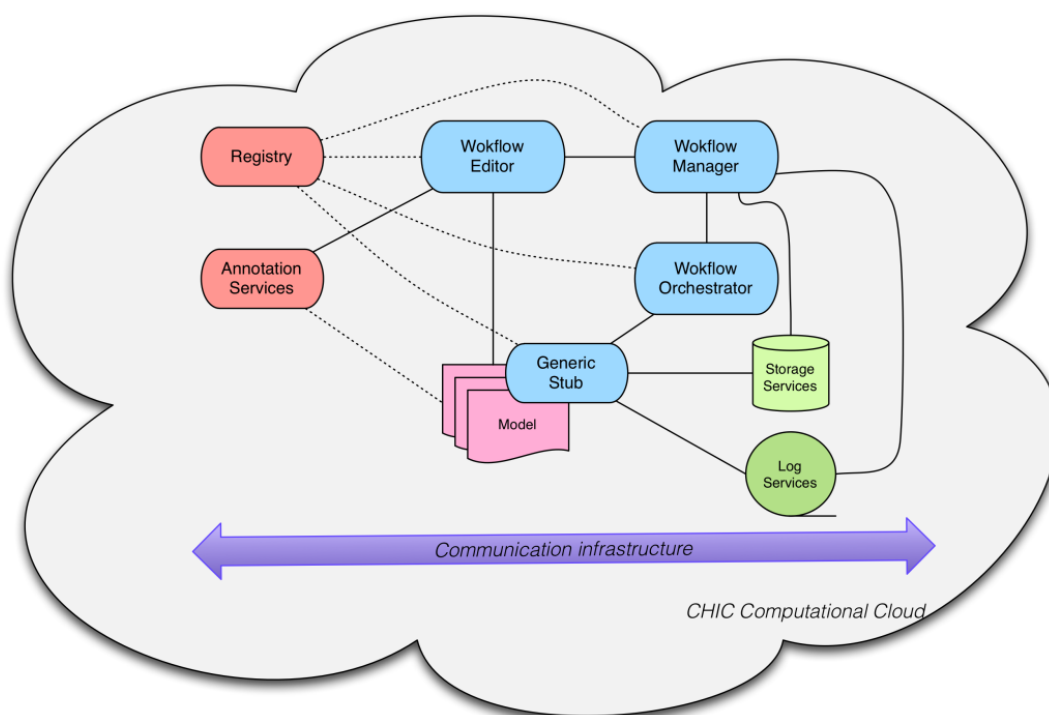 Registry
Wokflow
Editor
Wokflow
Manager
Annotation
Services
Wokflow
Orchestrator
Generic
Stub
Storage
Services
Model
Log
Services
Communication infrastructure
CHIC Computational Cloud